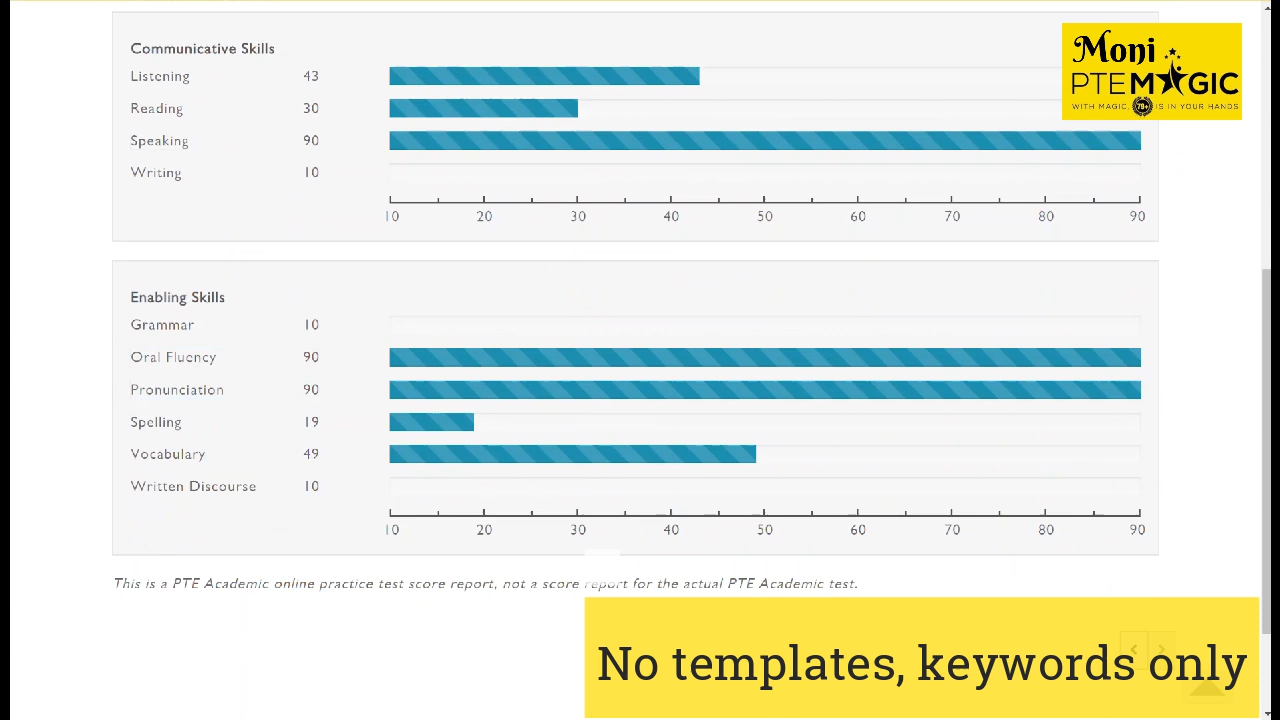 Communicative Skills
Listening 43
Reading 30
Speaking 90
Writing 10
10 20 30 40 50 60 70 80 90
Enabling Skills
Grammar 10
Oral Fluency 90
Pronunciation 90
Spelling 19
Vocabulary 49
Written Discourse 10
10 20 30 40 50 60 70 80 90
This is a PTE Academic online practice test score report, not a score report for the actual PTE Academic test.
Moni
PTE MAGIC
WITH MAGIC, 79+ IS IN YOUR HANDS
No templates, keywords only